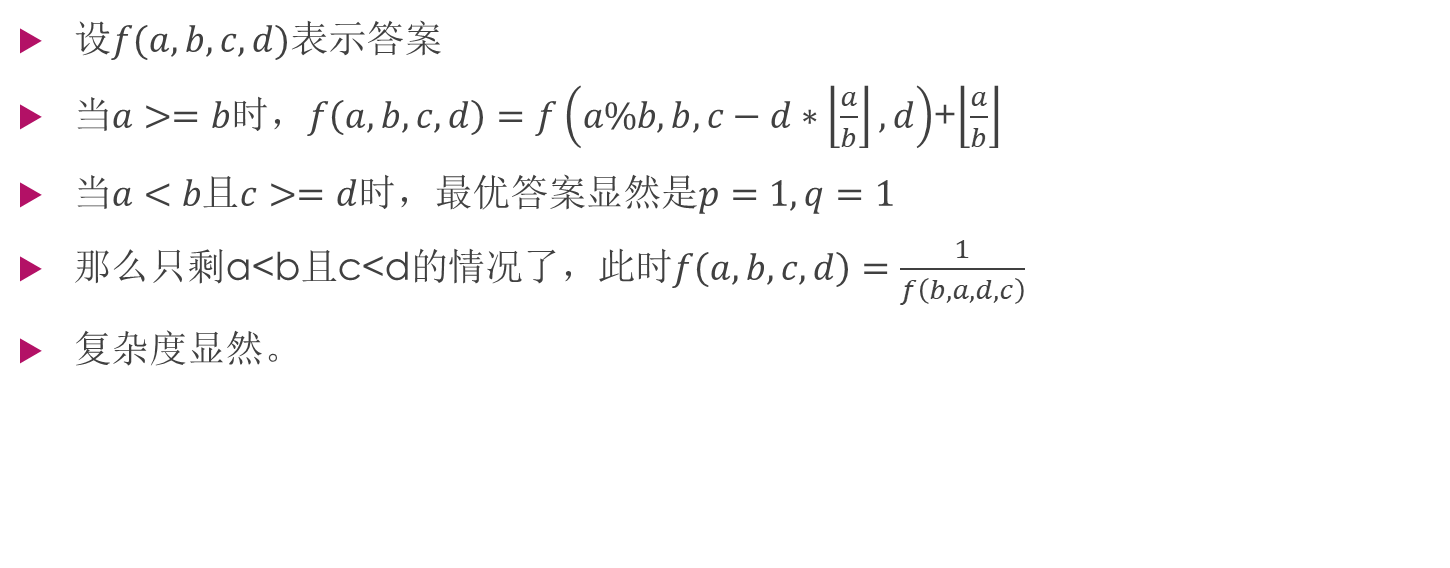 设f(a, b, c, d)表示答案
当a >= b时，f(a, b, c, d) = f(a%b, b, c − d ∗ ⌊a/b⌋, d)+⌊a/b⌋
当a < b且c >= d时，最优答案显然是p = 1, q = 1
那么只剩a<b且c<d的情况了，此时f(a, b, c, d) = 1/f(b,a,d,c)
复杂度显然。